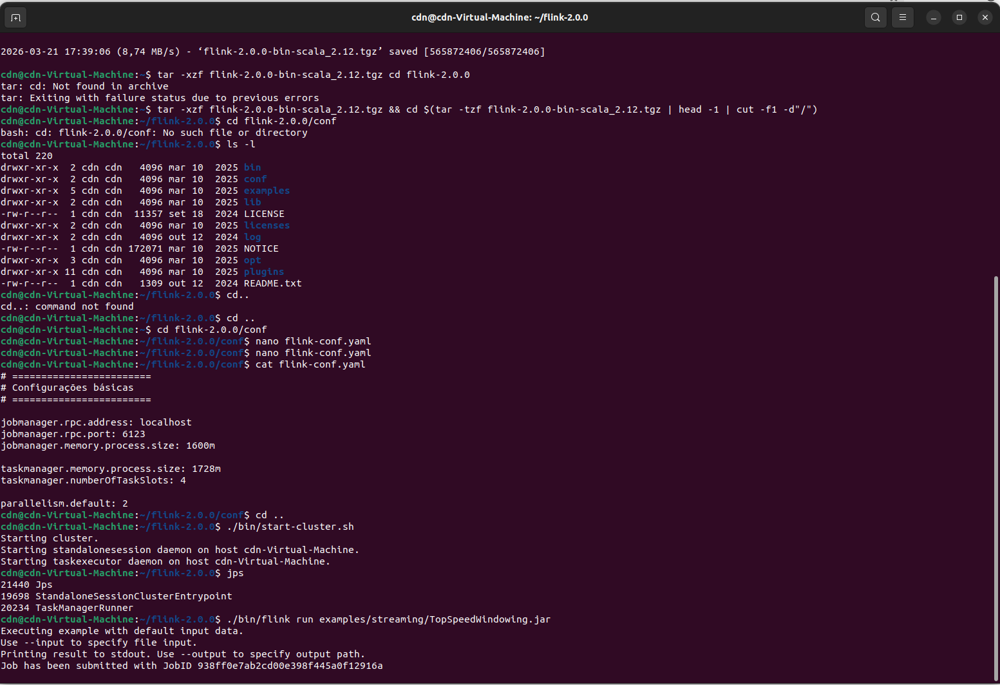 cdn@cdn-Virtual-Machine: ~/flink-2.0.0
2026-03-21 17:39:06 (8,74 MB/s) - ‘flink-2.0.0-bin-scala_2.12.tgz’ saved [565872406/565872406]
cdn@cdn-Virtual-Machine:~$ tar -xzf flink-2.0.0-bin-scala_2.12.tgz cd flink-2.0.0
tar: cd: Not found in archive
tar: Exiting with failure status due to previous errors
cdn@cdn-Virtual-Machine:~$ tar -xzf flink-2.0.0-bin-scala_2.12.tgz && cd $(tar -tzf flink-2.0.0-bin-scala_2.12.tgz | head -1 | cut -f1 -d"/")
cdn@cdn-Virtual-Machine:~/flink-2.0.0$ cd flink-2.0.0/conf
bash: cd: flink-2.0.0/conf: No such file or directory
cdn@cdn-Virtual-Machine:~/flink-2.0.0$ ls -l
total 220
drwxr-xr-x  2 cdn cdn   4096 mar 10  2025 bin
drwxr-xr-x  2 cdn cdn   4096 mar 10  2025 conf
drwxr-xr-x  5 cdn cdn   4096 mar 10  2025 examples
drwxr-xr-x  2 cdn cdn   4096 mar 10  2025 lib
-rw-r--r--  1 cdn cdn  11357 set 18  2024 LICENSE
drwxr-xr-x  2 cdn cdn   4096 mar 10  2025 licenses
drwxr-xr-x  2 cdn cdn   4096 out 12  2024 log
-rw-r--r--  1 cdn cdn 172071 mar 10  2025 NOTICE
drwxr-xr-x  3 cdn cdn   4096 mar 10  2025 opt
drwxr-xr-x 11 cdn cdn   4096 mar 10  2025 plugins
-rw-r--r--  1 cdn cdn   1309 out 12  2024 README.txt
cdn@cdn-Virtual-Machine:~/flink-2.0.0$ cd..
cd..: command not found
cdn@cdn-Virtual-Machine:~/flink-2.0.0$ cd ..
cdn@cdn-Virtual-Machine:~$ cd flink-2.0.0/conf
cdn@cdn-Virtual-Machine:~/flink-2.0.0/conf$ nano flink-conf.yaml
cdn@cdn-Virtual-Machine:~/flink-2.0.0/conf$ nano flink-conf.yaml
cdn@cdn-Virtual-Machine:~/flink-2.0.0/conf$ cat flink-conf.yaml
# ========================
# Configurações básicas
# ========================
jobmanager.rpc.address: localhost
jobmanager.rpc.port: 6123
jobmanager.memory.process.size: 1600m
taskmanager.memory.process.size: 1728m
taskmanager.numberOfTaskSlots: 4
parallelism.default: 2
cdn@cdn-Virtual-Machine:~/flink-2.0.0/conf$ cd ..
cdn@cdn-Virtual-Machine:~/flink-2.0.0$ ./bin/start-cluster.sh
Starting cluster.
Starting standalonesession daemon on host cdn-Virtual-Machine.
Starting taskexecutor daemon on host cdn-Virtual-Machine.
cdn@cdn-Virtual-Machine:~/flink-2.0.0$ jps
21440 Jps
19698 StandaloneSessionClusterEntrypoint
20234 TaskManagerRunner
cdn@cdn-Virtual-Machine:~/flink-2.0.0$ ./bin/flink run examples/streaming/TopSpeedWindowing.jar
Executing example with default input data.
Use --input to specify file input.
Printing result to stdout. Use --output to specify output path.
Job has been submitted with JobID 938ff0e7ab2cd00e398f445a0f12916a